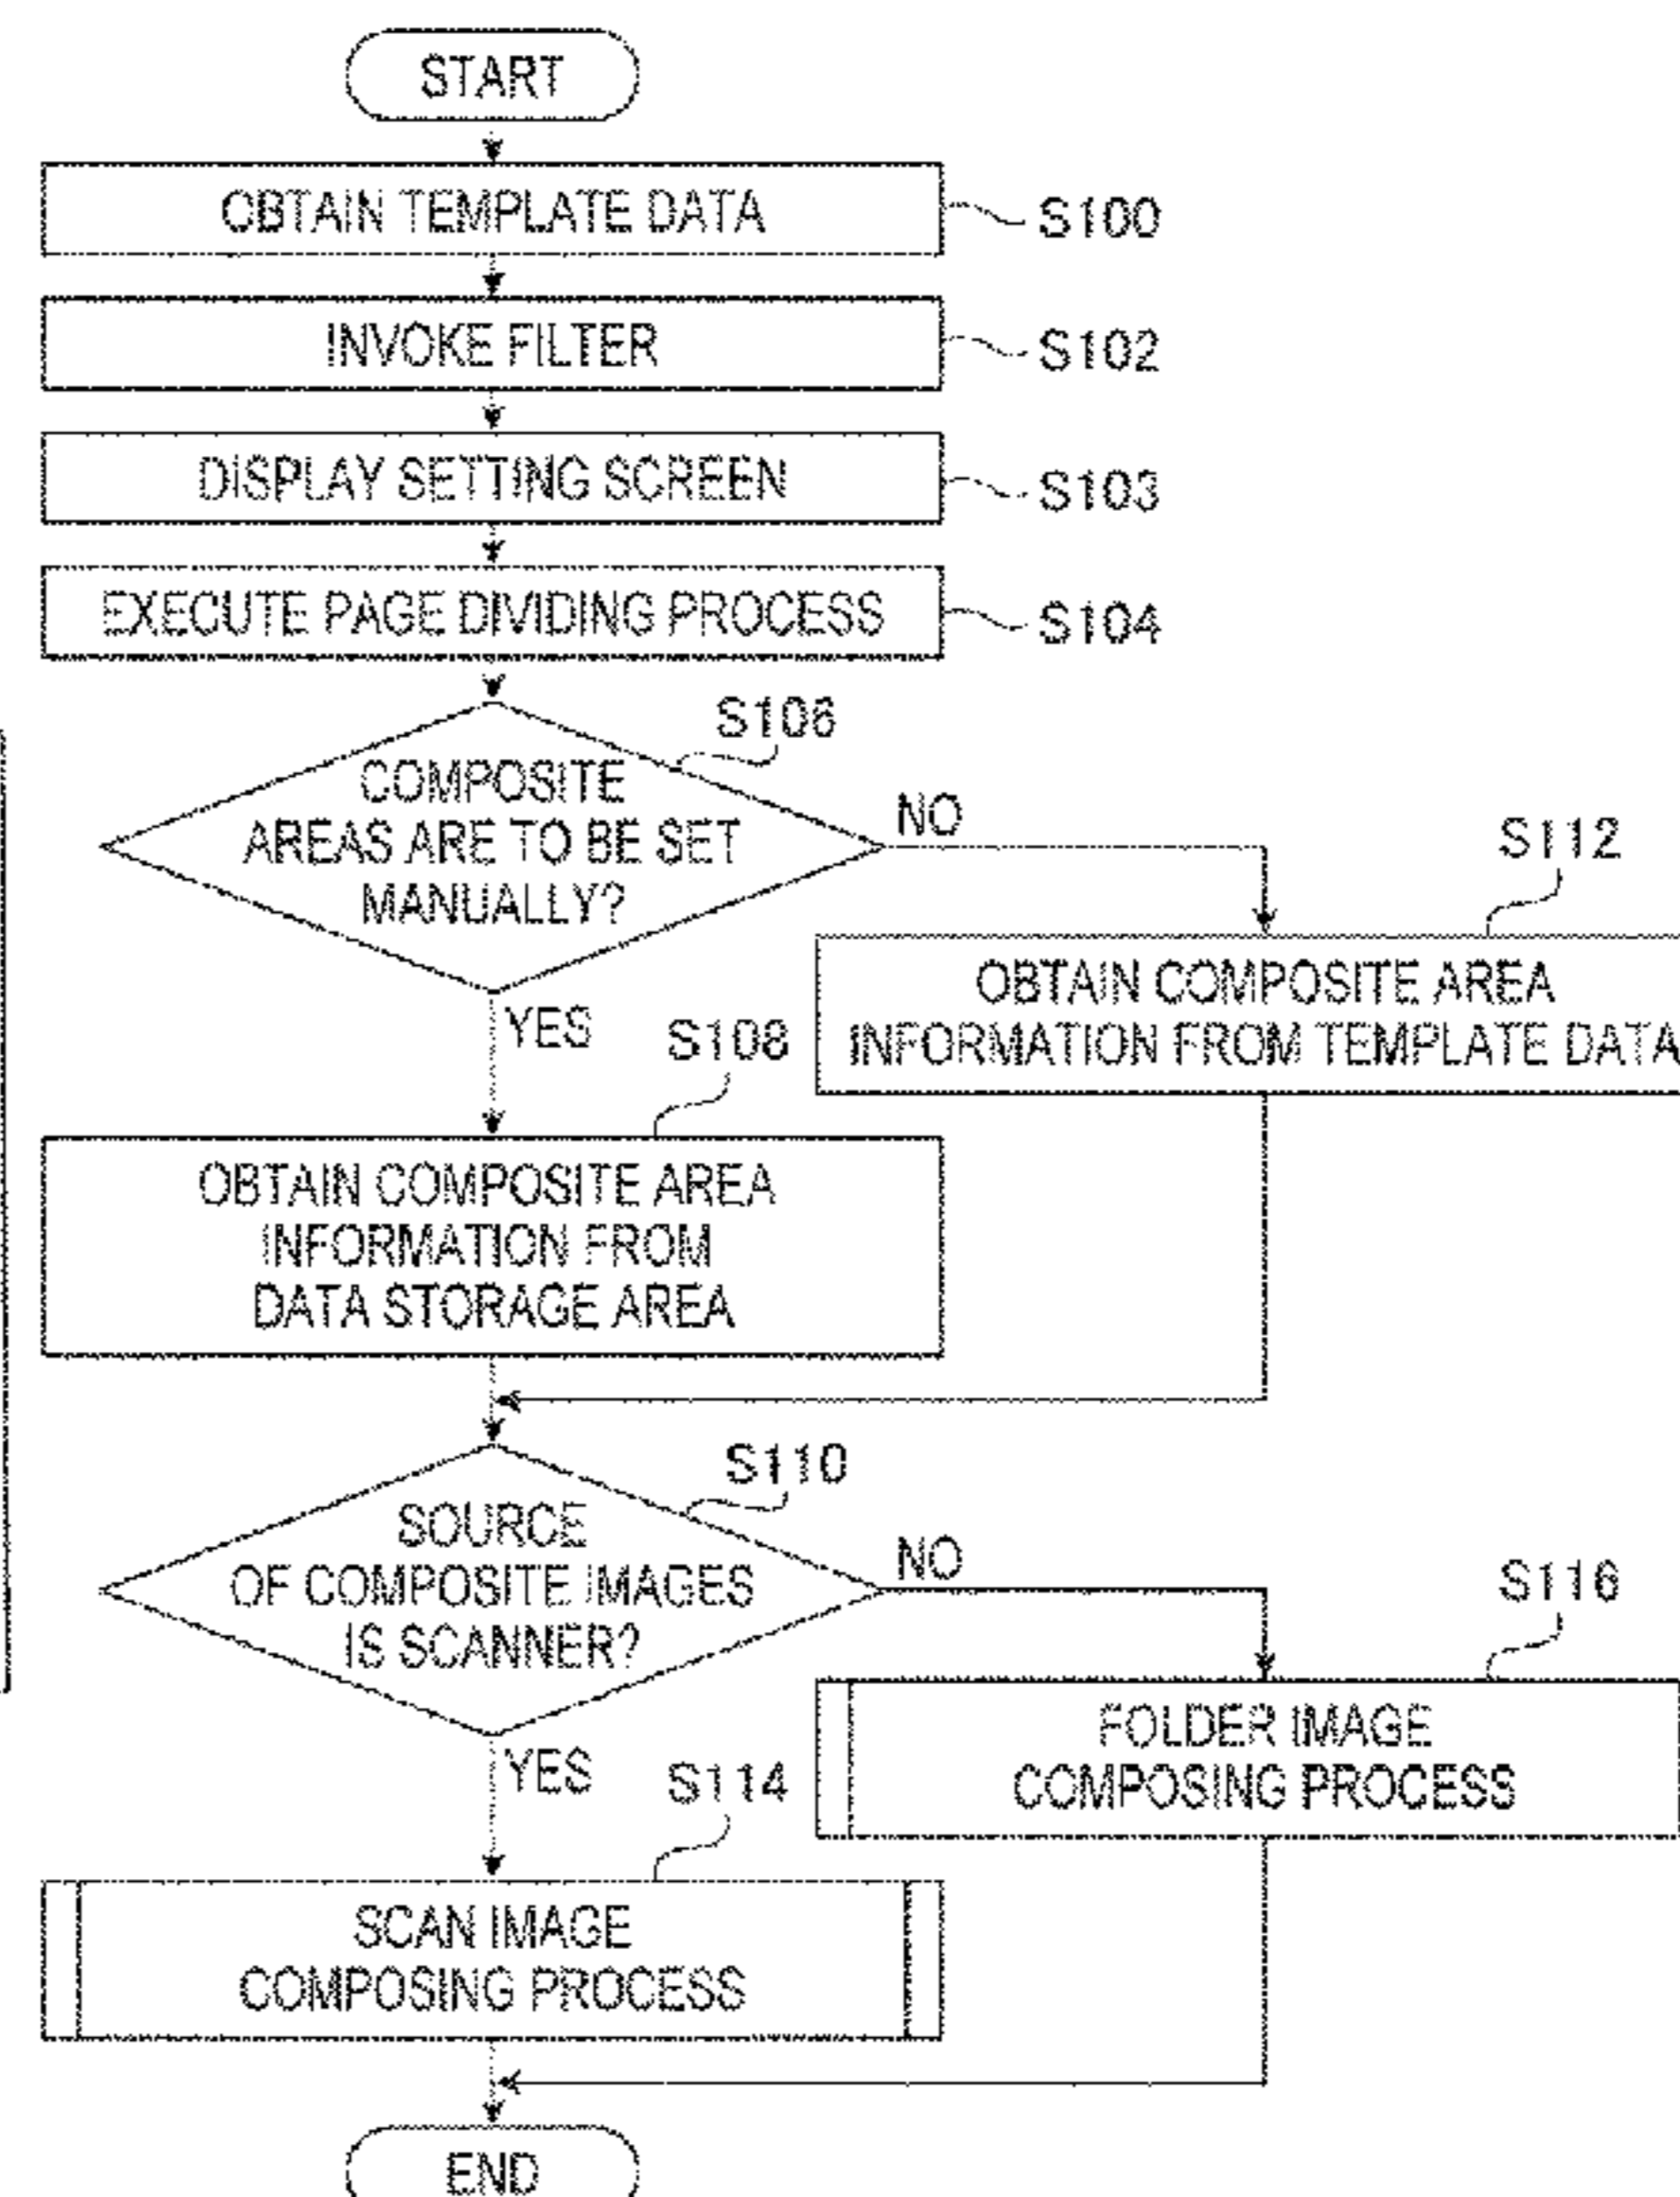 START
OBTAIN TEMPLATE DATA
S100
INVOKE FILTER
S102
DISPLAY SETTING SCREEN
S103
EXECUTE PAGE DIVIDING PROCESS
S104
S106
COMPOSITE
AREAS ARE TO BE SET
MANUALLY?
NO
YES
S112
OBTAIN COMPOSITE AREA
INFORMATION FROM TEMPLATE DATA
S108
OBTAIN COMPOSITE AREA
INFORMATION FROM
DATA STORAGE AREA
S110
SOURCE
OF COMPOSITE IMAGES
IS SCANNER?
NO
YES
S116
FOLDER IMAGE
COMPOSING PROCESS
S114
SCAN IMAGE
COMPOSING PROCESS
END